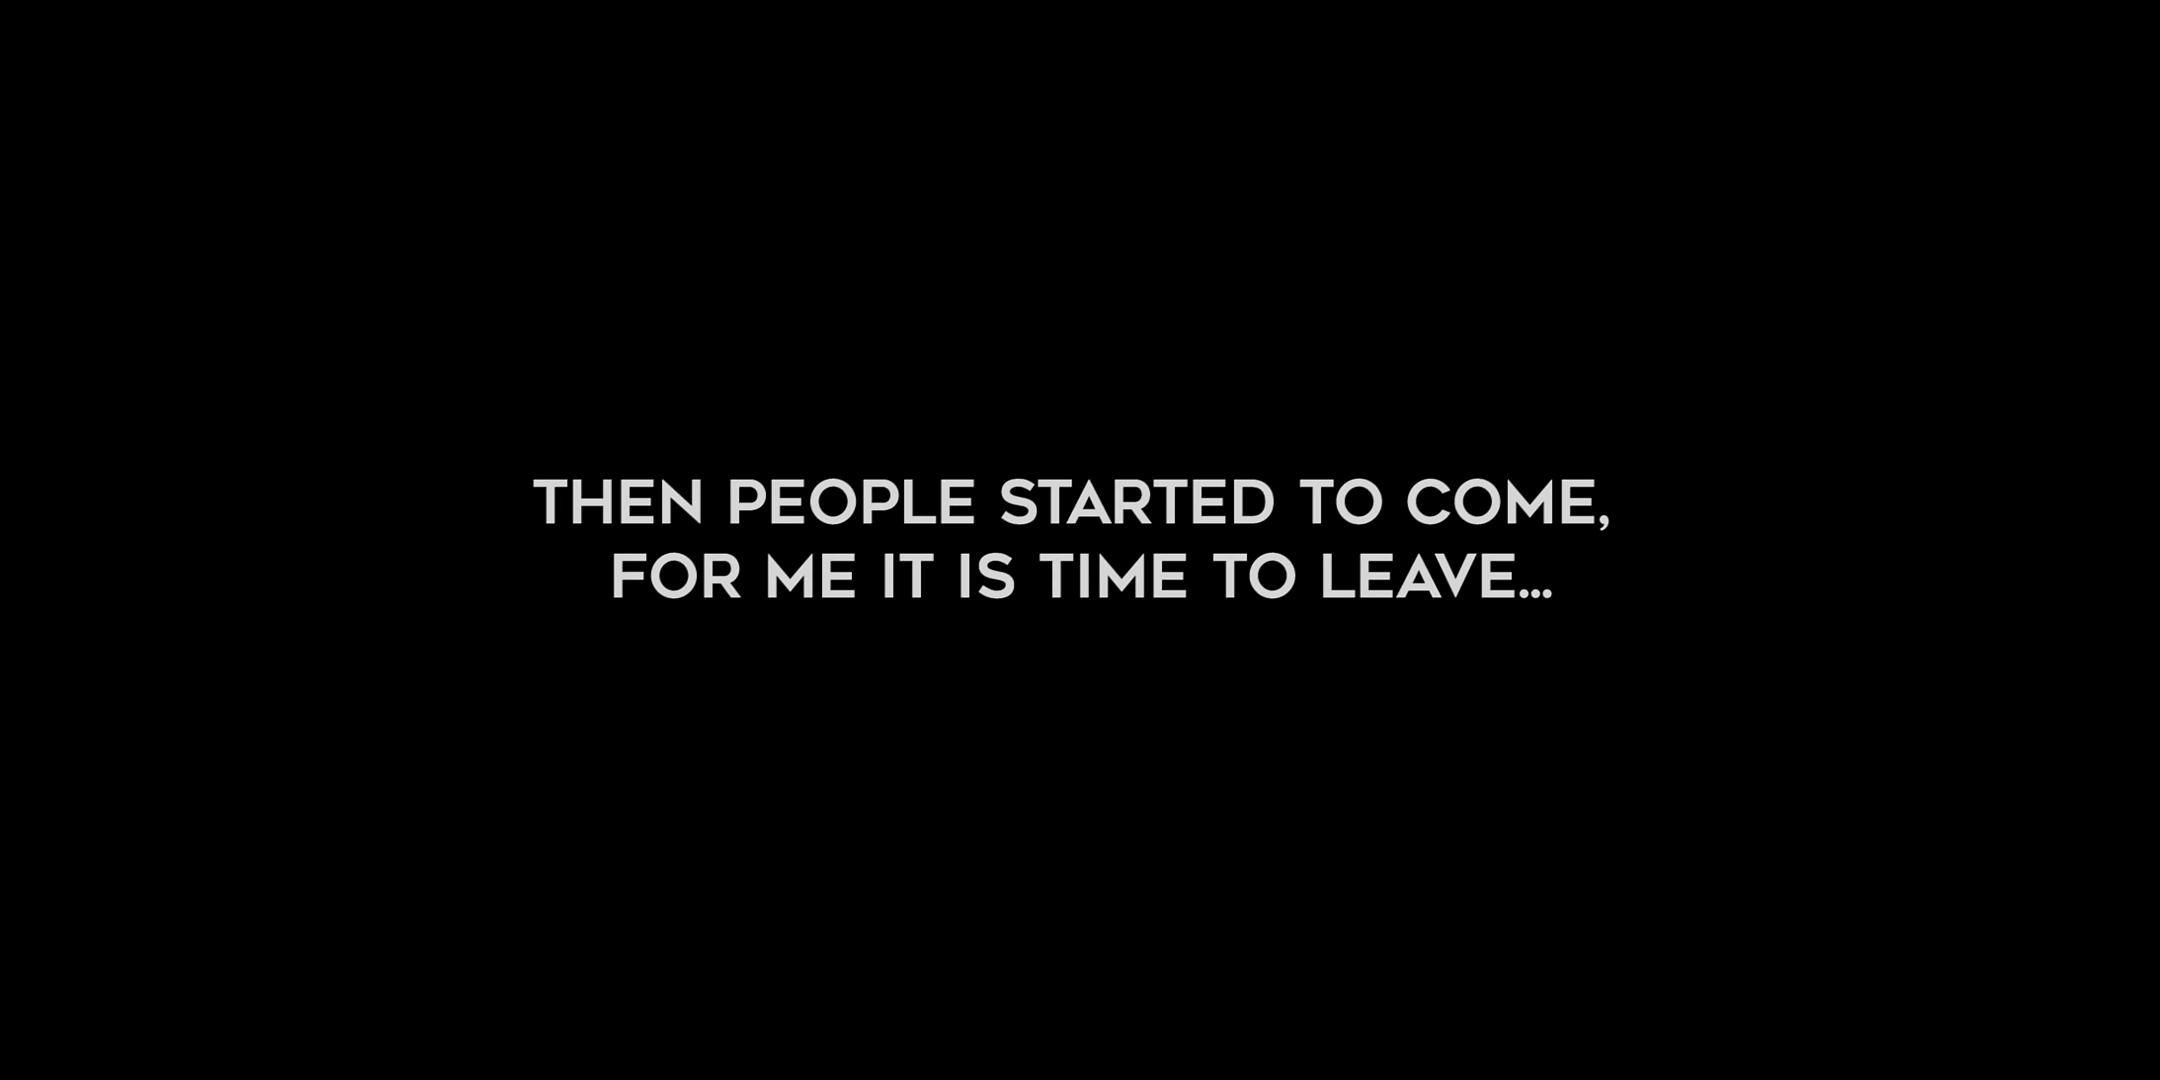 THEN PEOPLE STARTED TO COME,
FOR ME IT IS TIME TO LEAVE...